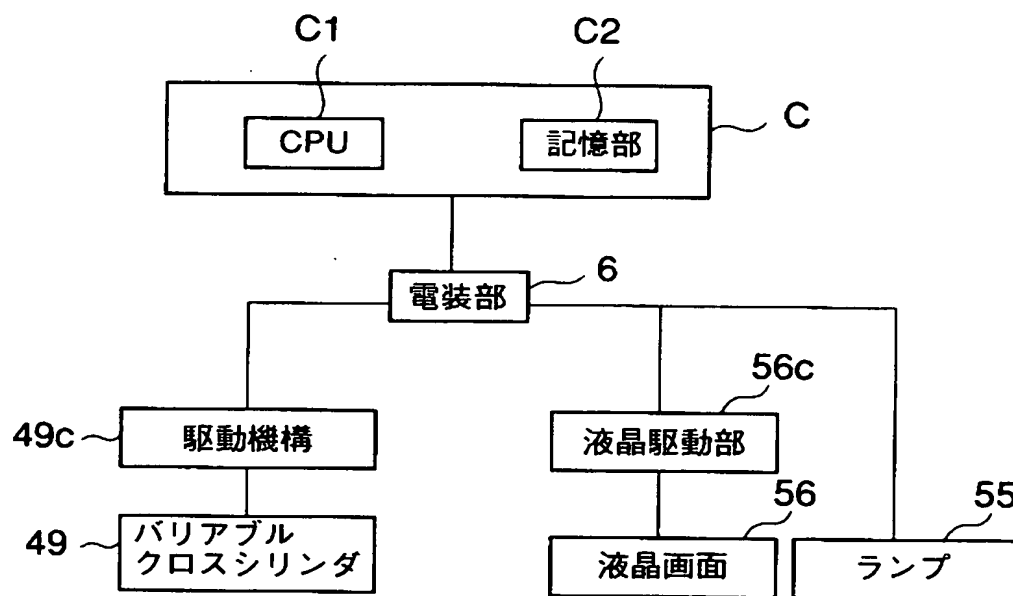 C1
C2
C
CPU
記憶部
6
電装部
56c
49c
駆動機構
液晶駆動部
56
55
49
バリアブル
クロスシリンダ
液晶画面
ランプ